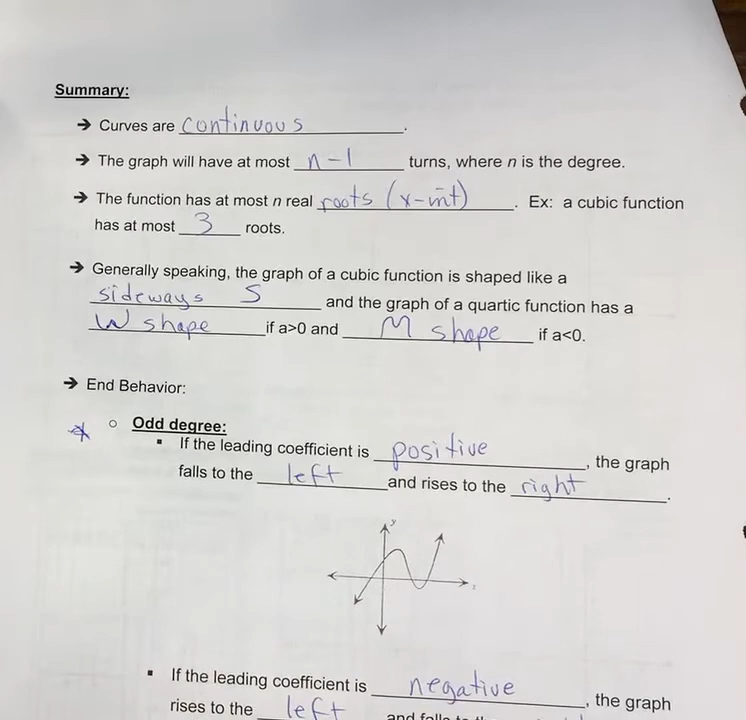 Summary:
→ Curves are continuous.
→ The graph will have at most n-1 turns, where n is the degree.
→ The function has at most n real roots (x-int). Ex: a cubic function
has at most 3 roots.
→ Generally speaking, the graph of a cubic function is shaped like a
sideways S and the graph of a quartic function has a
W shape if a>0 and M shape if a<0.
→ End Behavior:
○ Odd degree:
▪ If the leading coefficient is positive, the graph
falls to the left and rises to the right.
y
x
▪ If the leading coefficient is negative, the graph
rises to the left and falls to the